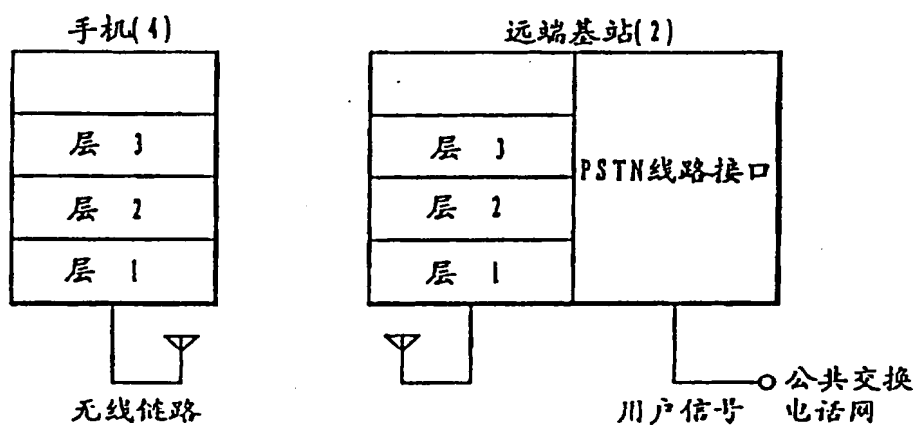 手机(1)
远端基站(2)
层 3
层 2
层 1
层 3
层 2
层 1
PSTN线路接口
无线链路
用户信号
公共交换
电话网